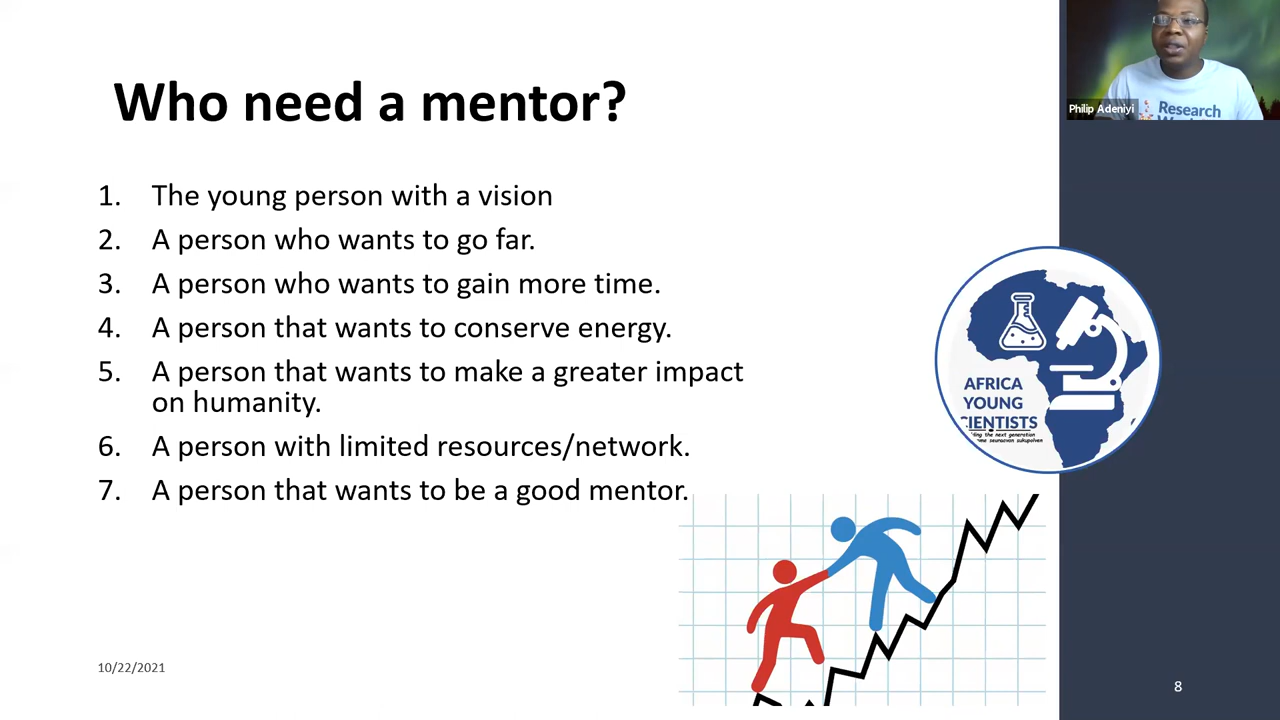 Who need a mentor?
1. The young person with a vision
2. A person who wants to go far.
3. A person who wants to gain more time.
4. A person that wants to conserve energy.
5. A person that wants to make a greater impact
on humanity.
6. A person with limited resources/network.
7. A person that wants to be a good mentor.
10/22/2021
8
Philip Adeniyi
Research
AFRICA
YOUNG
CIENTISTS
the next generation